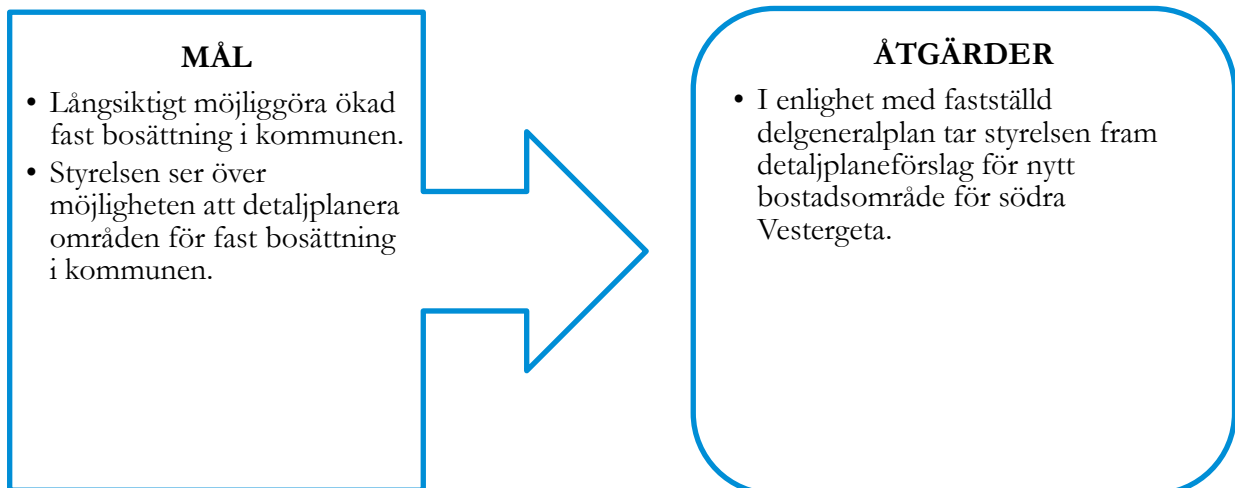 MÅL
• Långsiktigt möjliggöra ökad
fast bosättning i kommunen.
• Styrelsen ser över
möjligheten att detaljplanera
områden för fast bosättning
i kommunen.
ÅTGÄRDER
• I enlighet med fastställd
delgeneralplan tar styrelsen fram
detaljplaneförslag för nytt
bostadsområde för södra
Vestergeta.